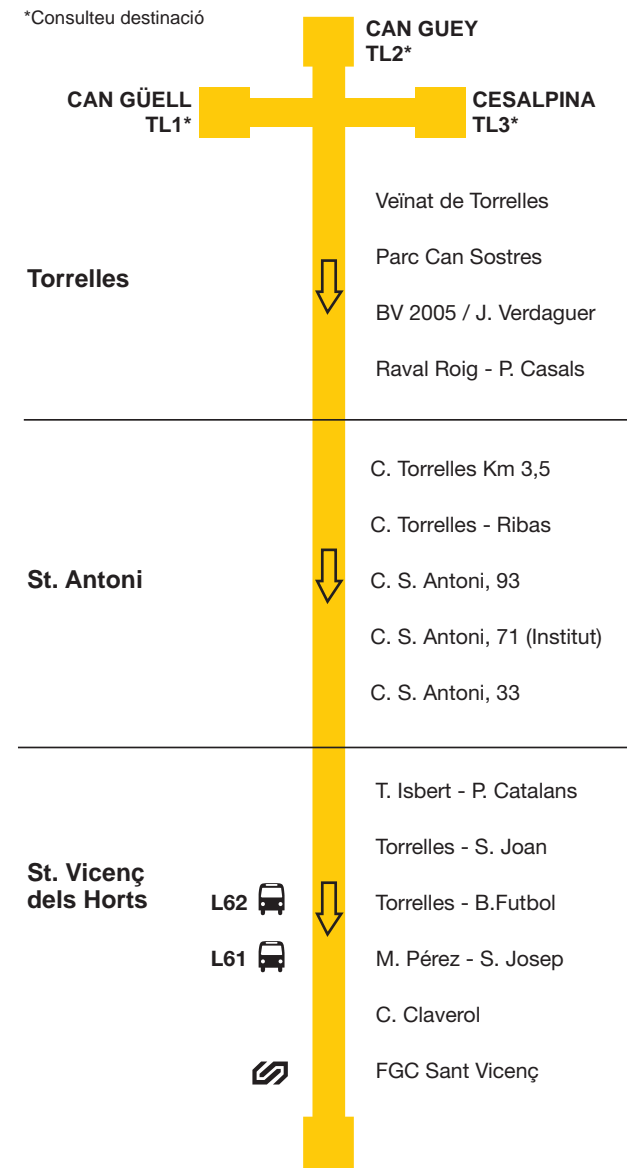 *Consulteu destinació
CAN GUEY
TL2*
CAN GÜELL
TL1*
CESALPINA
TL3*
Veïnat de Torrelles
Parc Can Sostres
Torrelles
BV 2005 / J. Verdaguer
Raval Roig - P. Casals
C. Torrelles Km 3,5
C. Torrelles - Ribas
St. Antoni
C. S. Antoni, 93
C. S. Antoni, 71 (Institut)
C. S. Antoni, 33
T. Isbert - P. Catalans
Torrelles - S. Joan
St. Vicenç
dels Horts
L62
Torrelles - B.Futbol
L61
M. Pérez - S. Josep
C. Claverol
FGC Sant Vicenç